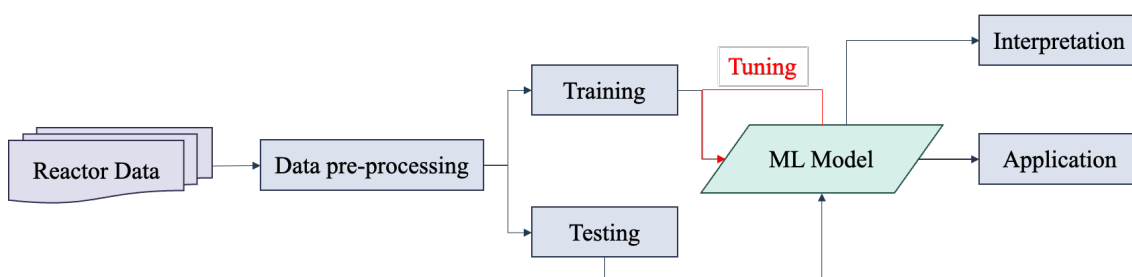 Reactor Data
Data pre-processing
Training
Testing
Tuning
ML Model
Interpretation
Application